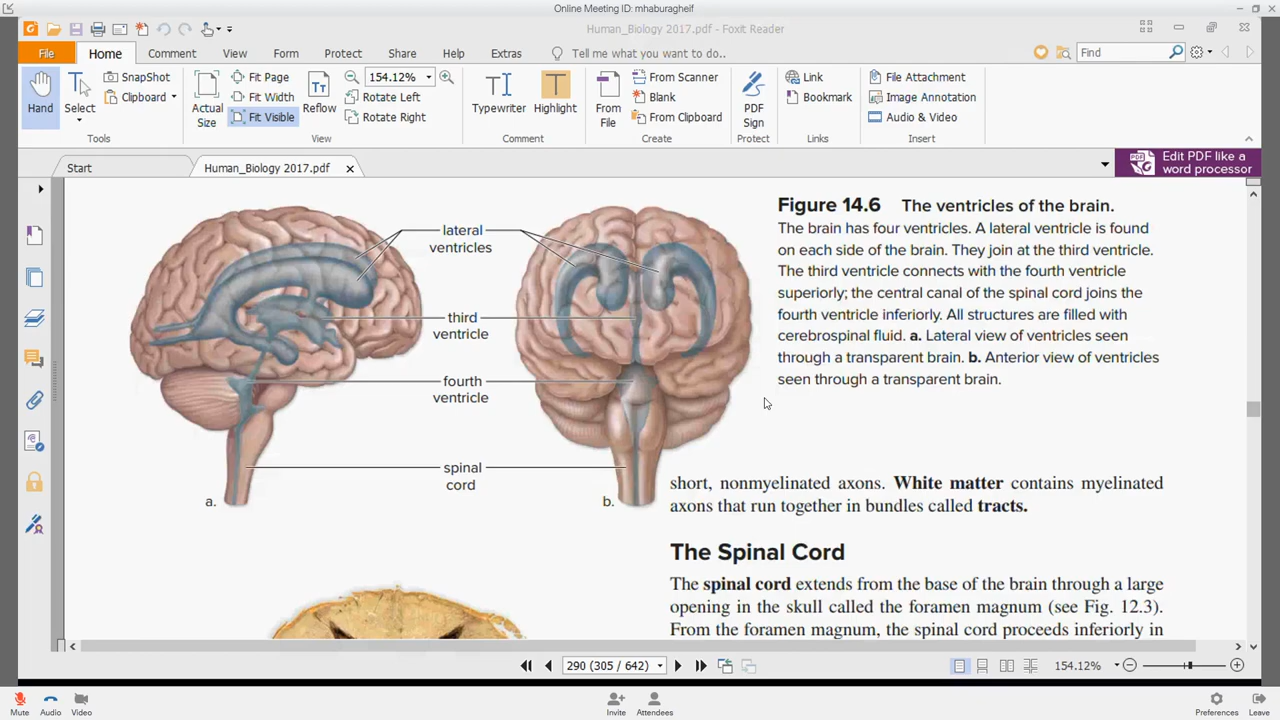 Online Meeting ID: mhaburaghelf
Human_Biology 2017.pdf - Foxit Reader
File Home Comment View Form Protect Share Help Extras Tell me what you want to do.. Find
Hand
Select
SnapShot
Clipboard
Tools
Actual Size
Fit Page
Fit Width
Fit Visible
Reflow
154.12%
Rotate Left
Rotate Right
View
Typewriter
Highlight
Comment
From File
From Scanner
Blank
From Clipboard
Create
PDF Sign
Protect
Link
Bookmark
Links
File Attachment
Image Annotation
Audio & Video
Insert
Start
Human_Biology 2017.pdf
Edit PDF like a
word processor
lateral
ventricles
third
ventricle
fourth
ventricle
spinal
cord
a.
b.
Figure 14.6 The ventricles of the brain.
The brain has four ventricles. A lateral ventricle is found
on each side of the brain. They join at the third ventricle.
The third ventricle connects with the fourth ventricle
superiorly; the central canal of the spinal cord joins the
fourth ventricle inferiorly. All structures are filled with
cerebrospinal fluid. a. Lateral view of ventricles seen
through a transparent brain. b. Anterior view of ventricles
seen through a transparent brain.
short, nonmyelinated axons. White matter contains myelinated
axons that run together in bundles called tracts.
The Spinal Cord
The spinal cord extends from the base of the brain through a large
opening in the skull called the foramen magnum (see Fig. 12.3).
From the foramen magnum, the spinal cord proceeds inferiorly in
290 (305 / 642)
154.12%
Mute Audio Video Invite Attendees Preferences Leave